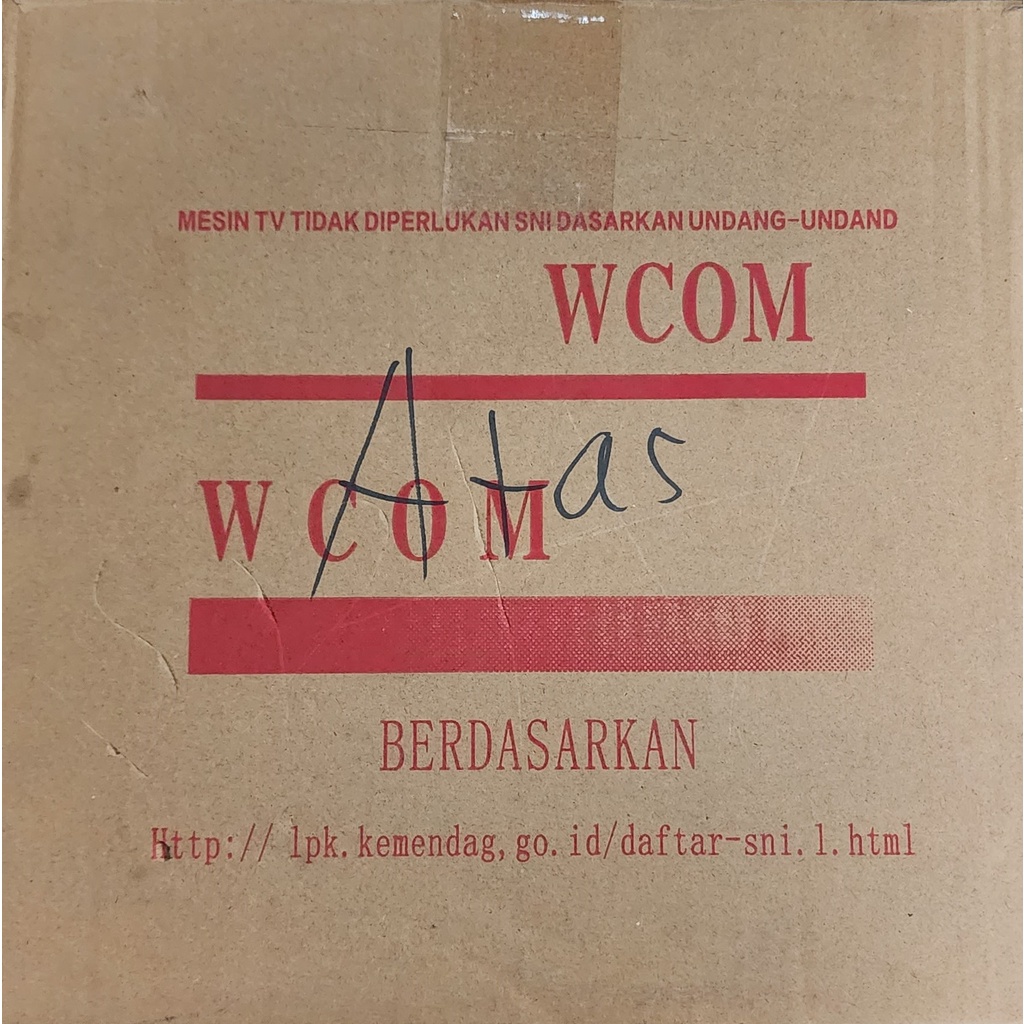 MESIN TV TIDAK DIPERLUKAN SNI DASARKAN UNDANG-UNDAND
WCOM
Atas
WCOM
BERDASARKAN
Http:// lpk.kemendag,go.id/daftar-sni.1.html